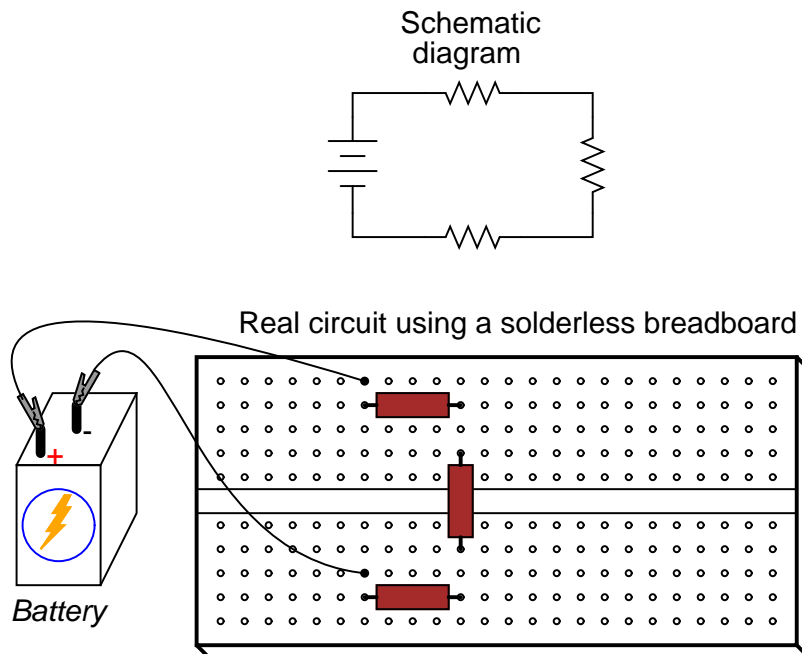 Schematic
diagram
Real circuit using a solderless breadboard
-
+
Battery